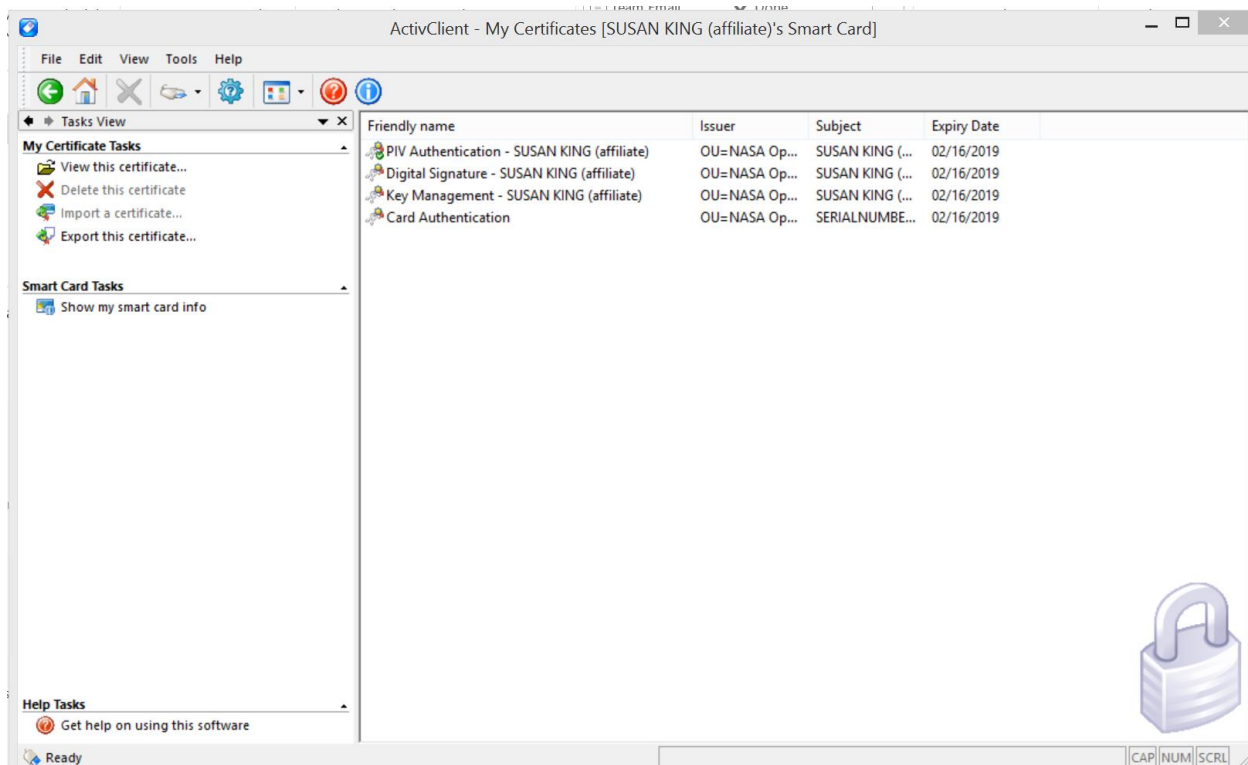 Team Email Done
ActivClient - My Certificates [SUSAN KING (affiliate)'s Smart Card]
File Edit View Tools Help
Tasks View
My Certificate Tasks
View this certificate...
Delete this certificate
Import a certificate...
Export this certificate...
Smart Card Tasks
Show my smart card info
Help Tasks
Get help on using this software
Friendly name Issuer Subject Expiry Date
PIV Authentication - SUSAN KING (affiliate) OU=NASA Op... SUSAN KING (... 02/16/2019
Digital Signature - SUSAN KING (affiliate) OU=NASA Op... SUSAN KING (... 02/16/2019
Key Management - SUSAN KING (affiliate) OU=NASA Op... SUSAN KING (... 02/16/2019
Card Authentication OU=NASA Op... SERIALNUMBE... 02/16/2019
Ready CAP NUM SCRL